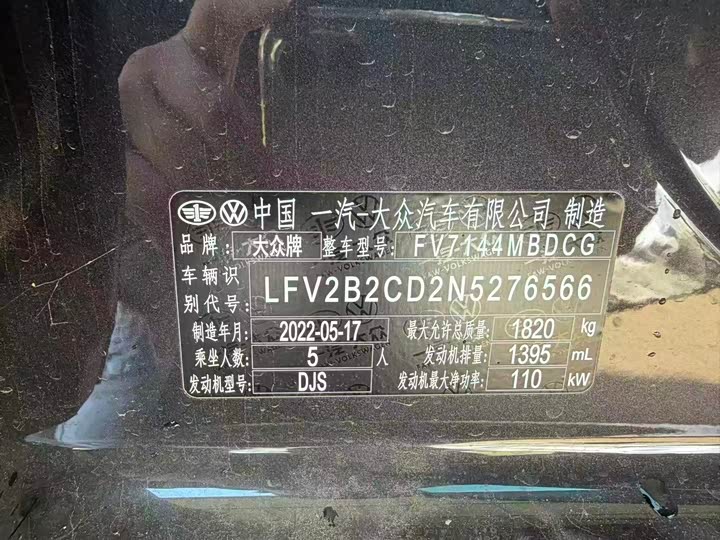 中国 一汽-大众汽车有限公司 制造
品牌: 大众牌 整车型号: FV7144MBDCG
车辆识别代号: LFV2B2CD2N5276566
制造年月: 2022-05-17 最大允许总质量: 1820 kg
乘坐人数: 5 人 发动机排量: 1395 mL
发动机型号: DJS 发动机最大净功率: 110 kW